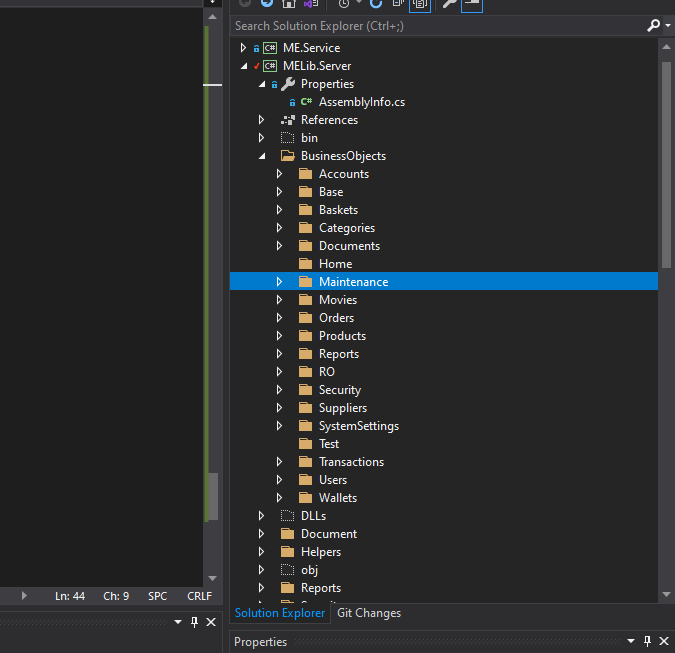 Search Solution Explorer (Ctrl+;)
C# ME.Service
C# MELib.Server
Properties
C# AssemblyInfo.cs
References
bin
BusinessObjects
Accounts
Base
Baskets
Categories
Documents
Home
Maintenance
Movies
Orders
Products
Reports
RO
Security
Suppliers
SystemSettings
Test
Transactions
Users
Wallets
DLLs
Document
Helpers
obj
Reports
Ln: 44 Ch: 9 SPC CRLF
Solution Explorer Git Changes
Properties